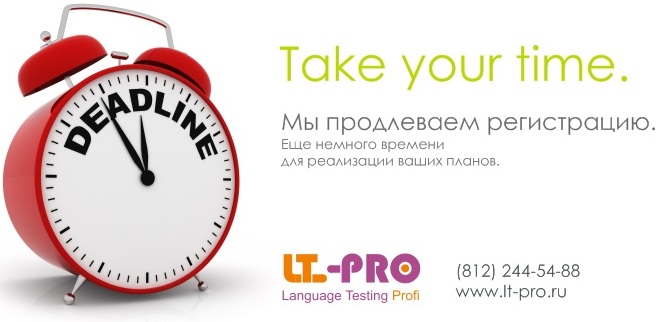 DEADLINE
Take your time.
Мы продлеваем регистрацию.
Еще немного времени
для реализации ваших планов.
LT-PRO
Language Testing Profi
(812) 244-54-88
www.lt-pro.ru